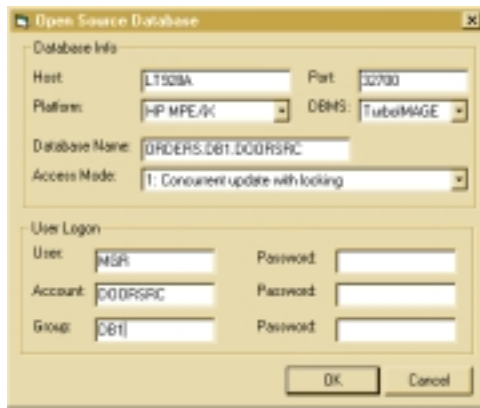 Open Source Database
Database Info
Host: LT928A Port: 32700
Platform: HP MPE/iX DBMS: TurboIMAGE
Database Name: ORDERS.DB1.DOORSRC
Access Mode: 1: Concurrent update with locking
User Logon
User: MGR Password:
Account: DOORSRC Password:
Group: DB1 Password:
OK Cancel